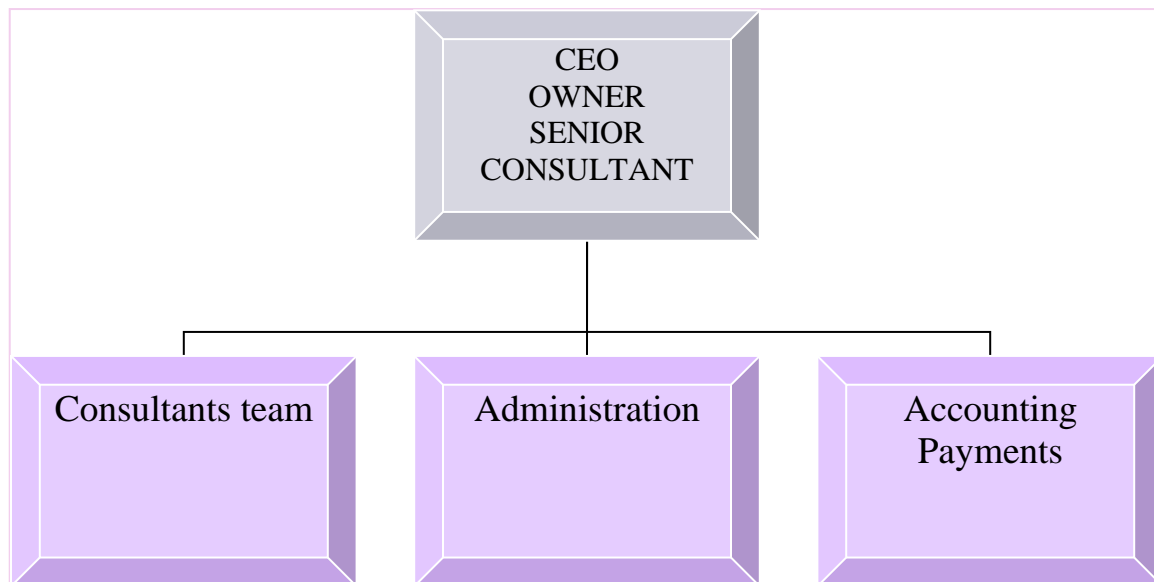 CEO
OWNER
SENIOR
CONSULTANT
Consultants team
Administration
Accounting
Payments